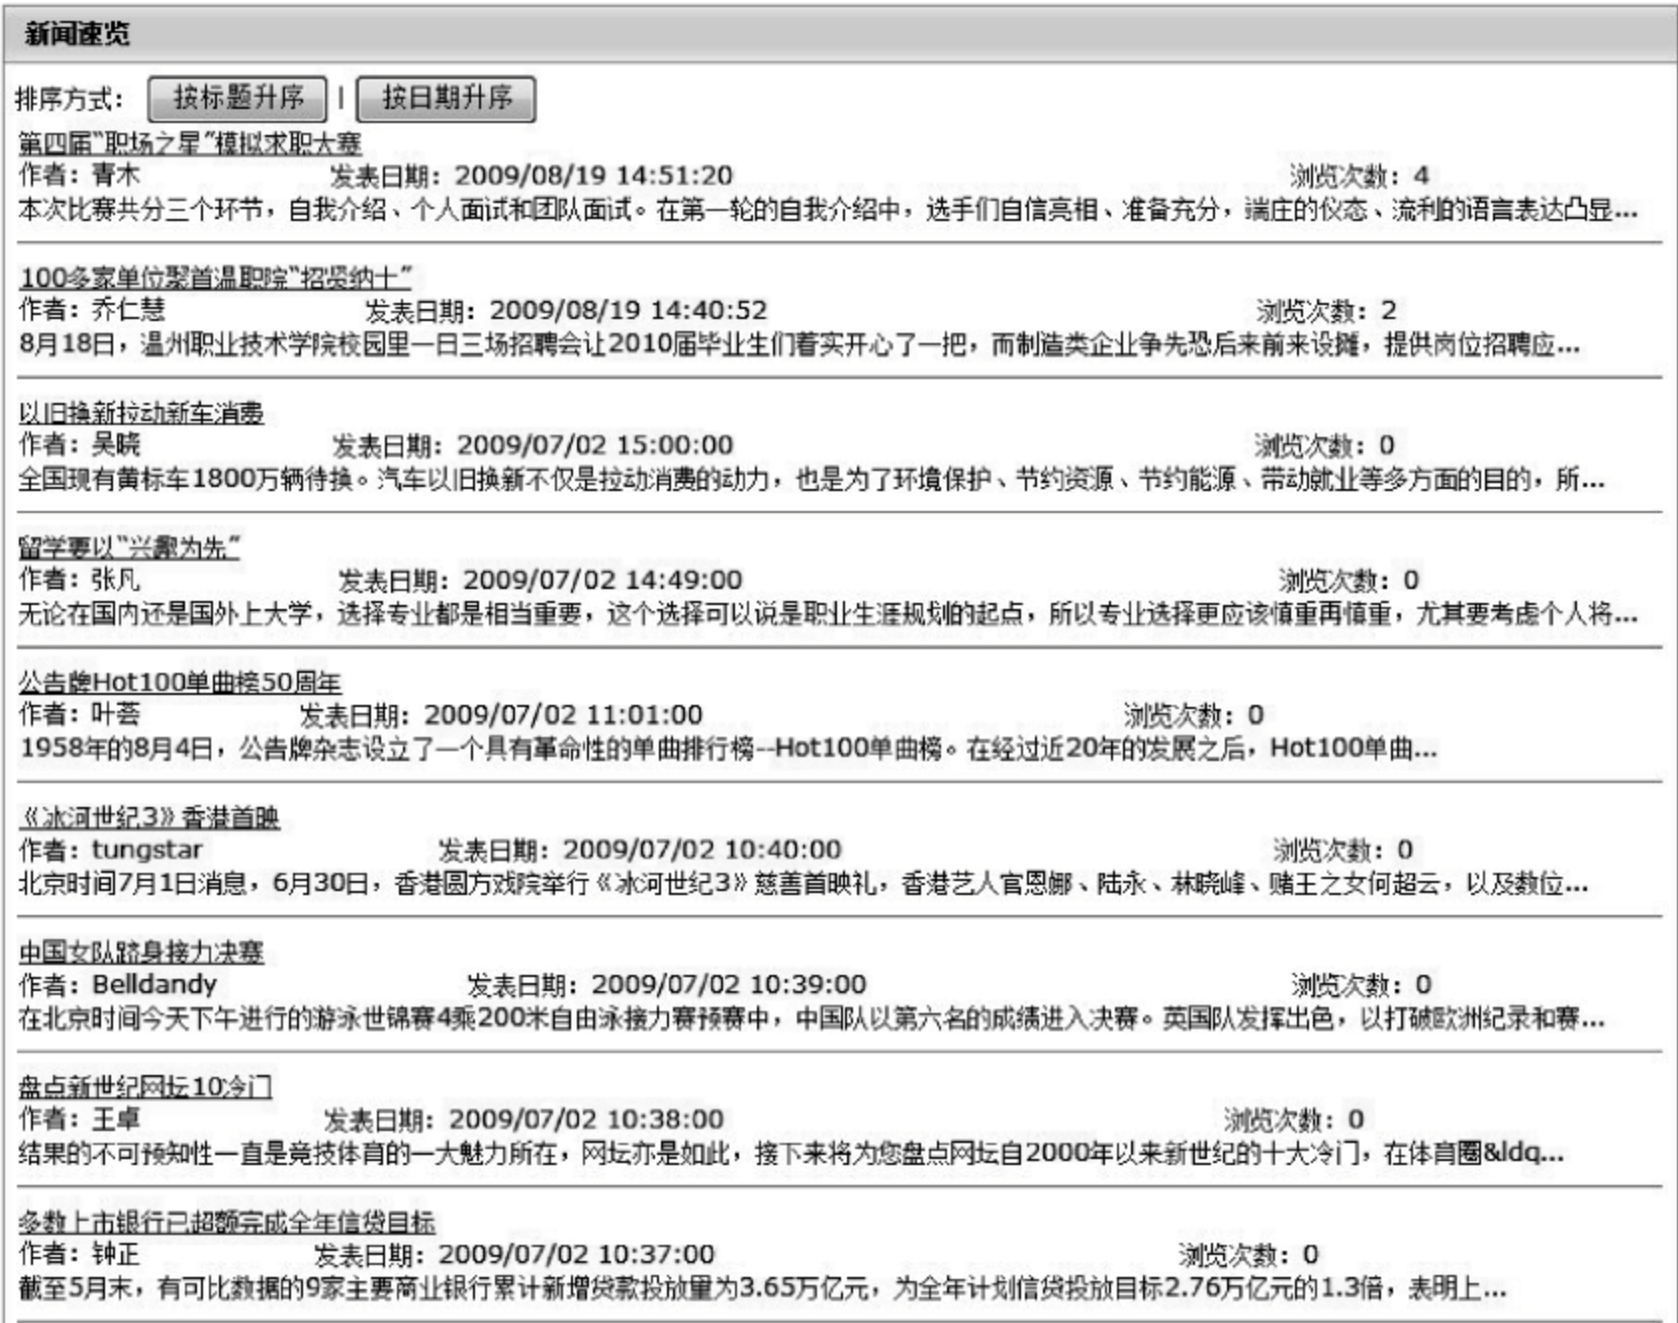 新闻速览
排序方式： 按标题升序 | 按日期升序
第四届“职场之星”模拟求职大赛
作者：青木 发表日期：2009/08/19 14:51:20 浏览次数：4
本次比赛共分三个环节，自我介绍、个人面试和团队面试。在第一轮的自我介绍中，选手们自信亮相、准备充分，端庄的仪态、流利的语言表达凸显...
100多家单位聚首温职院“招贤纳士”
作者：乔仁慧 发表日期：2009/08/19 14:40:52 浏览次数：2
8月18日，温州职业技术学院校园里一日三场招聘会让2010届毕业生们着实开心了一把，而制造类企业争先恐后来前来设摊，提供岗位招聘应...
以旧换新拉动新车消费
作者：吴晓 发表日期：2009/07/02 15:00:00 浏览次数：0
全国现有黄标车1800万辆待换。汽车以旧换新不仅是拉动消费的动力，也是为了环境保护、节约资源、节约能源、带动就业等多方面的目的，所...
留学要以“兴趣为先”
作者：张凡 发表日期：2009/07/02 14:49:00 浏览次数：0
无论在国内还是国外上大学，选择专业都是相当重要，这个选择可以说是职业生涯规划的起点，所以专业选择更应该慎重再慎重，尤其要考虑个人将...
公告牌Hot100单曲榜50周年
作者：叶荟 发表日期：2009/07/02 11:01:00 浏览次数：0
1958年的8月4日，公告牌杂志设立了一个具有革命性的单曲排行榜--Hot100单曲榜。在经过近20年的发展之后，Hot100单曲...
《冰河世纪3》香港首映
作者：tungstar 发表日期：2009/07/02 10:40:00 浏览次数：0
北京时间7月1日消息，6月30日，香港圆方戏院举行《冰河世纪3》慈善首映礼，香港艺人官恩娜、陆永、林晓峰、赌王之女何超云，以及数位...
中国女队跻身接力决赛
作者：Belldandy 发表日期：2009/07/02 10:39:00 浏览次数：0
在北京时间今天下午进行的游泳世锦赛4乘200米自由泳接力赛预赛中，中国队以第六名的成绩进入决赛。英国队发挥出色，以打破欧洲纪录和赛...
盘点新世纪网坛10冷门
作者：王卓 发表日期：2009/07/02 10:38:00 浏览次数：0
结果的不可预知性一直是竞技体育的一大魅力所在，网坛亦是如此，接下来将为您盘点网坛自2000年以来新世纪的十大冷门，在体育圈&ldq...
多数上市银行已超额完成全年信贷目标
作者：钟正 发表日期：2009/07/02 10:37:00 浏览次数：0
截至5月末，有可比数据的9家主要商业银行累计新增贷款投放量为3.65万亿元，为全年计划信贷投放目标2.76万亿元的1.3倍，表明上...